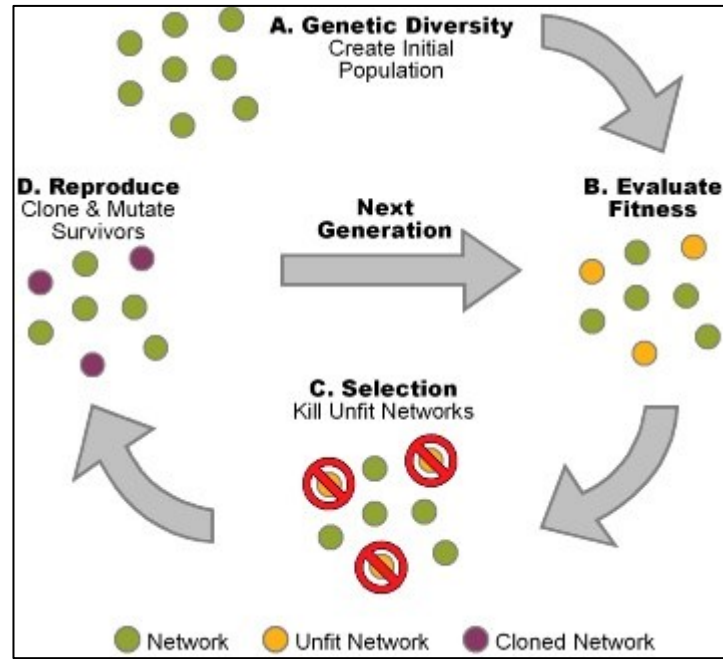 A. Genetic Diversity
Create Initial
Population
D. Reproduce
Clone & Mutate
Survivors
Next
Generation
B. Evaluate
Fitness
C. Selection
Kill Unfit Networks
Network
Unfit Network
Cloned Network